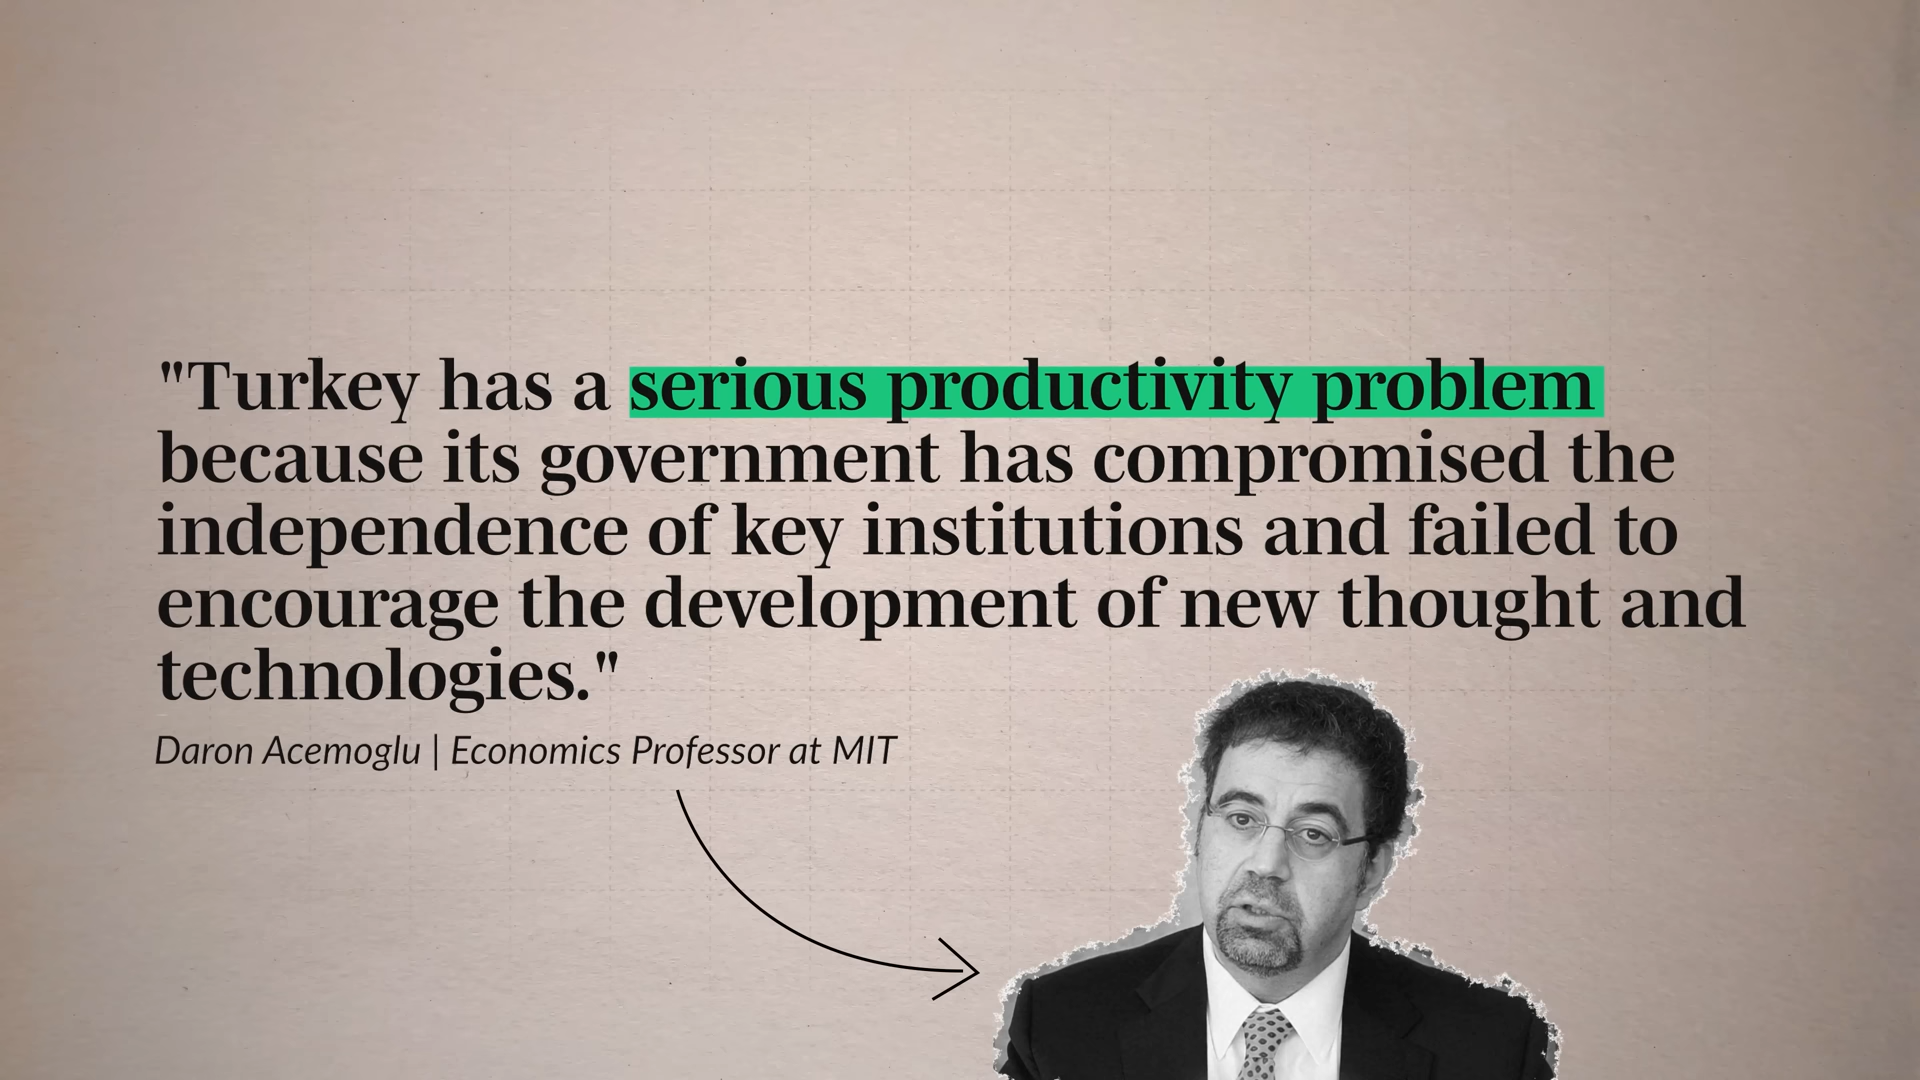 "Turkey has a serious productivity problem
because its government has compromised the
independence of key institutions and failed to
encourage the development of new thought and
technologies."
Daron Acemoglu | Economics Professor at MIT